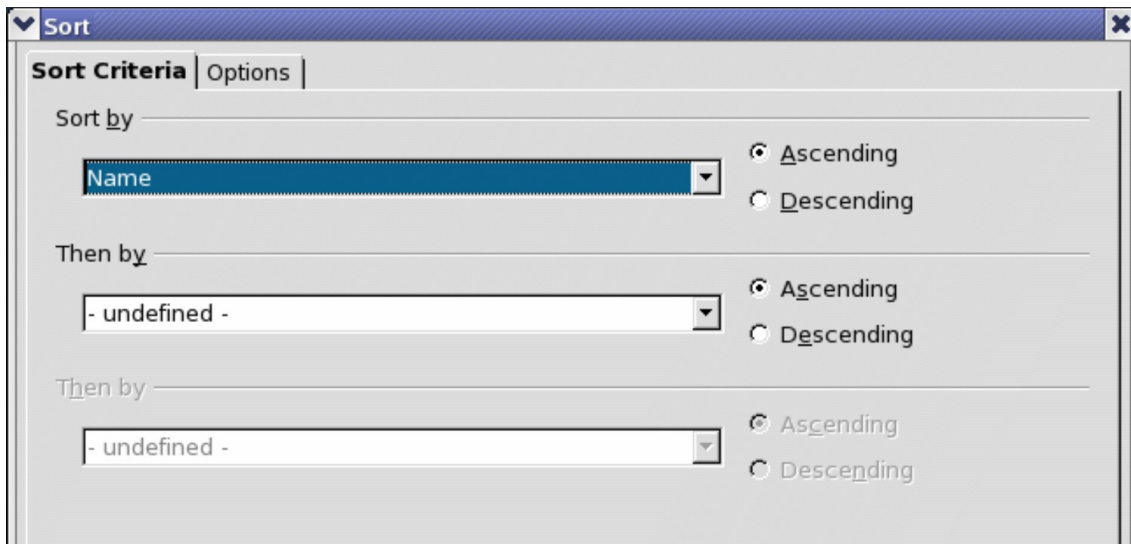 Sort
Sort Criteria Options
Sort by
Name
Ascending
Descending
Then by
- undefined -
Ascending
Descending
Then by
- undefined -
Ascending
Descending